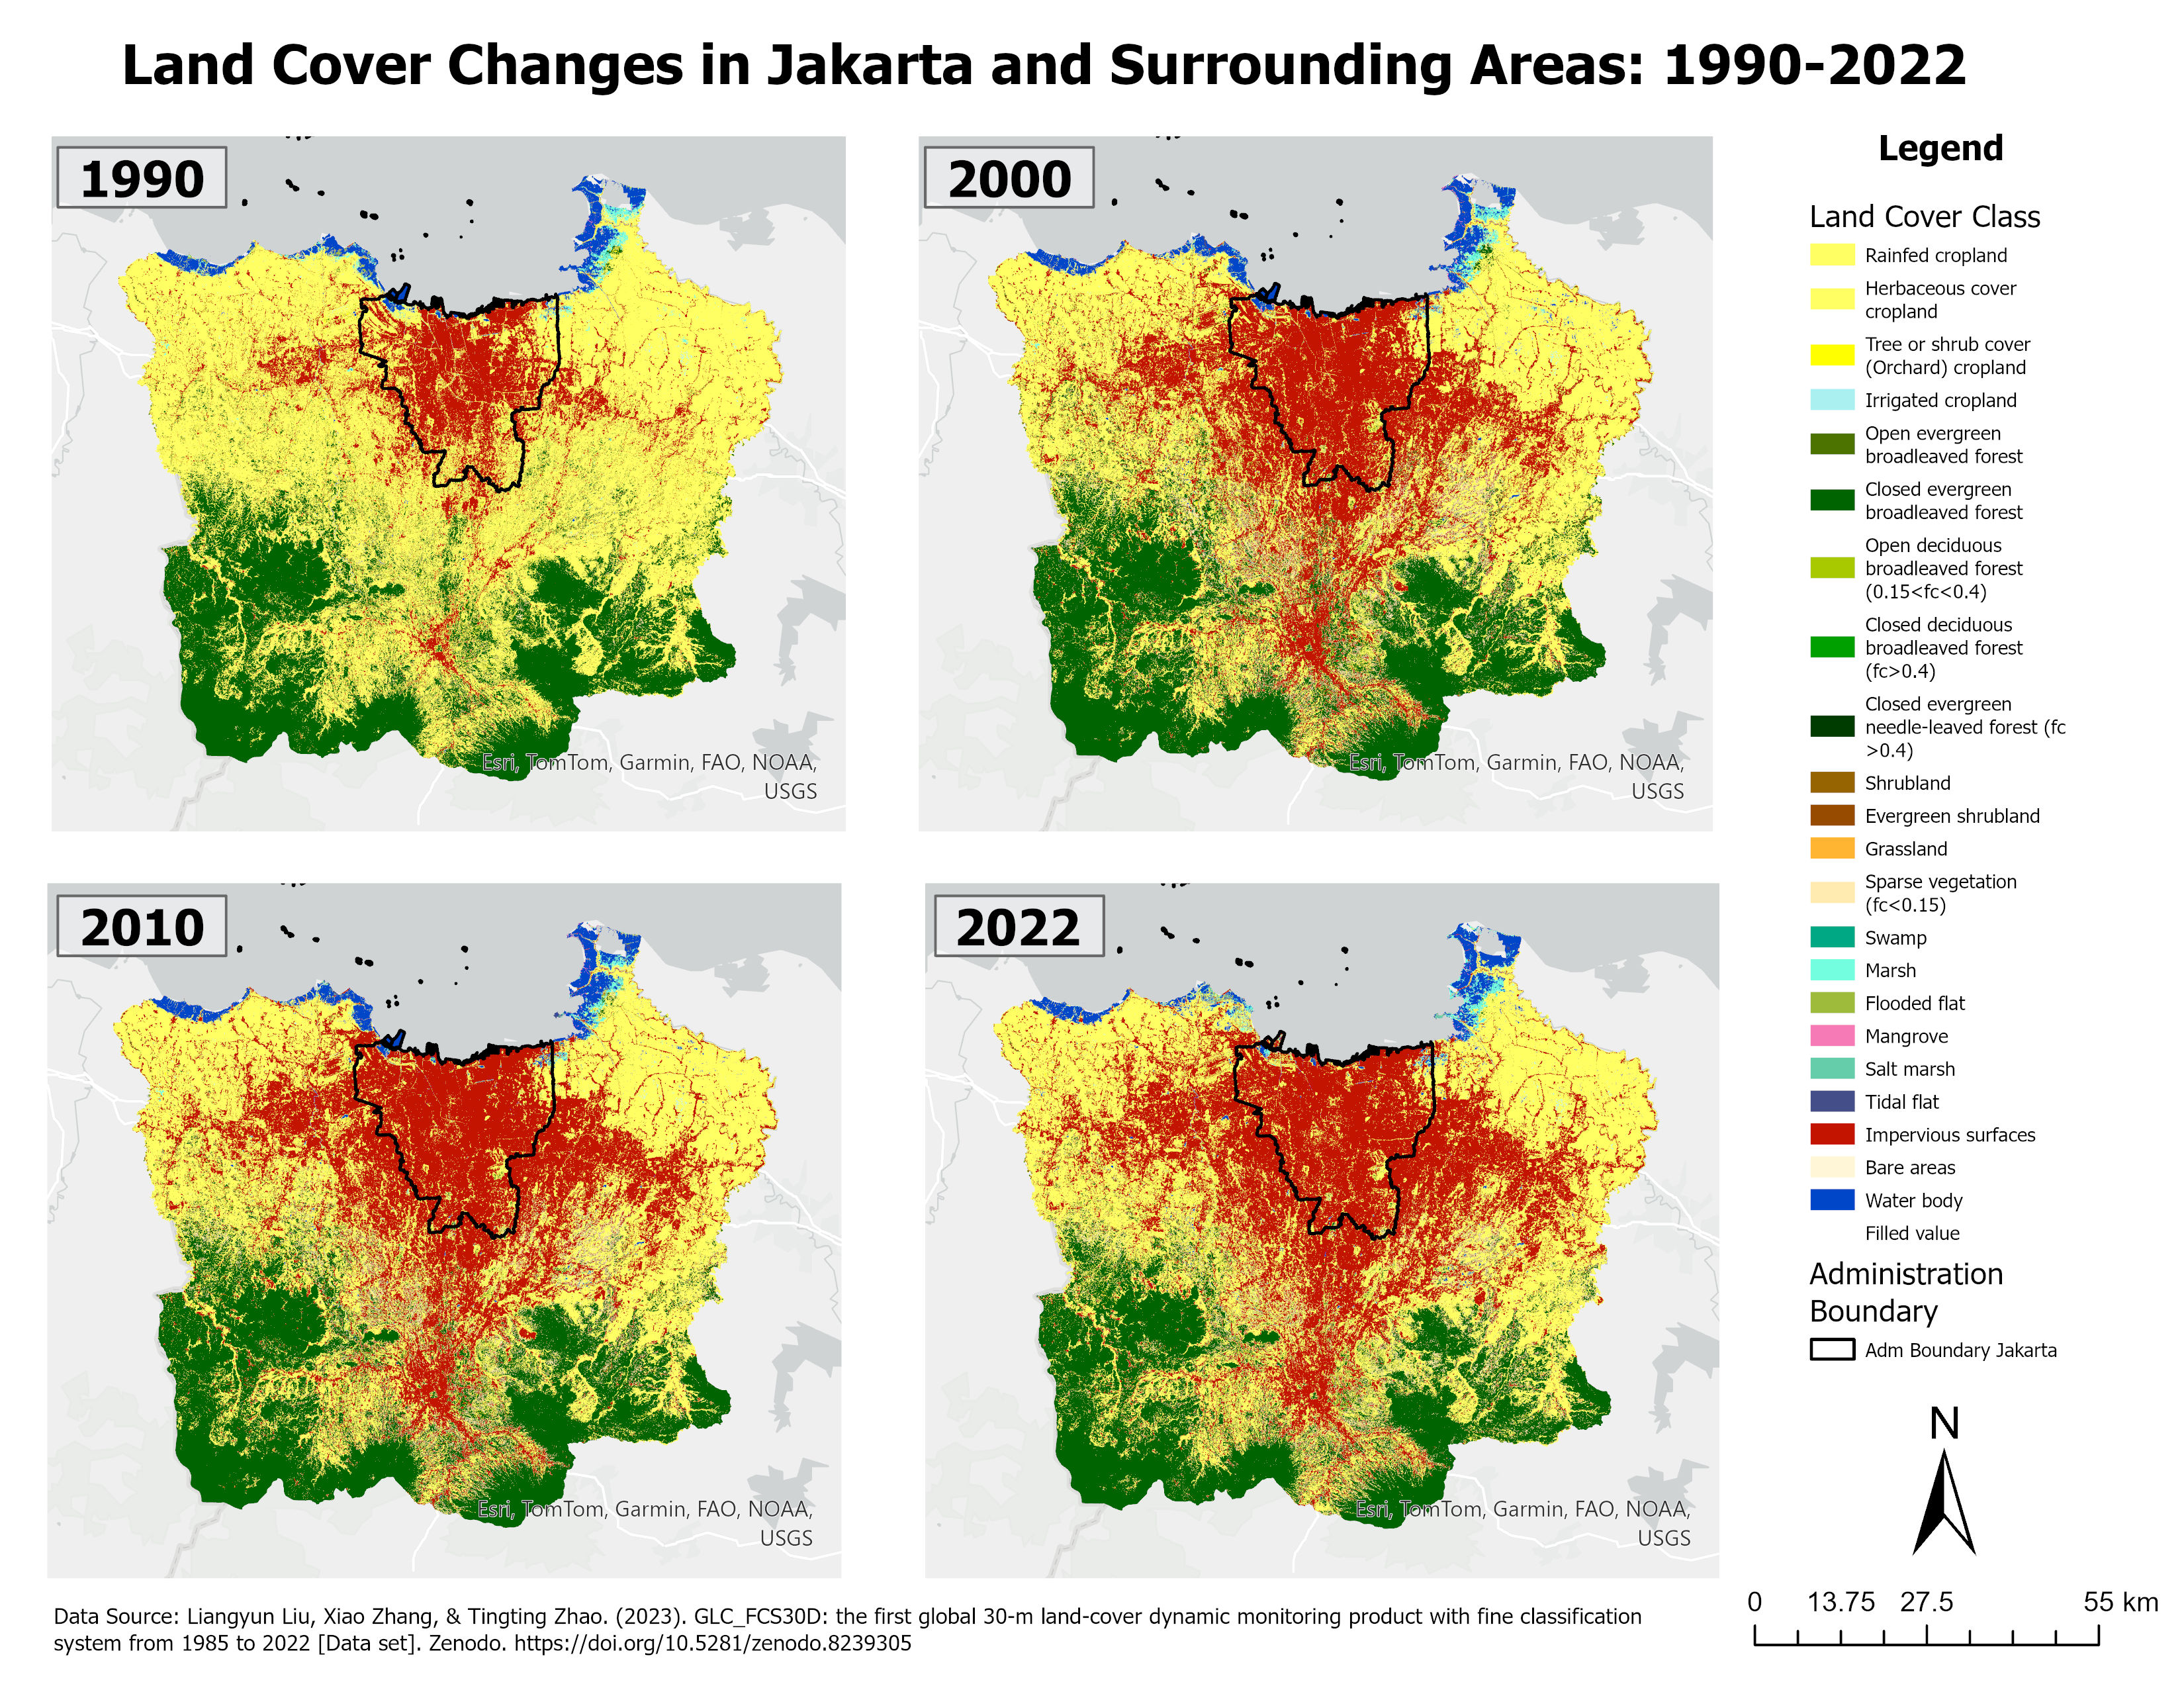 Land Cover Changes in Jakarta and Surrounding Areas: 1990-2022
1990
Esri, TomTom, Garmin, FAO, NOAA,
USGS
2000
Esri, TomTom, Garmin, FAO, NOAA,
USGS
2010
Esri, TomTom, Garmin, FAO, NOAA,
USGS
2022
Esri, TomTom, Garmin, FAO, NOAA,
USGS
Legend
Land Cover Class
Rainfed cropland
Herbaceous cover
cropland
Tree or shrub cover
(Orchard) cropland
Irrigated cropland
Open evergreen
broadleaved forest
Closed evergreen
broadleaved forest
Open deciduous
broadleaved forest
(0.15<fc<0.4)
Closed deciduous
broadleaved forest
(fc>0.4)
Closed evergreen
needle-leaved forest (fc
>0.4)
Shrubland
Evergreen shrubland
Grassland
Sparse vegetation
(fc<0.15)
Swamp
Marsh
Flooded flat
Mangrove
Salt marsh
Tidal flat
Impervious surfaces
Bare areas
Water body
Filled value
Administration
Boundary
Adm Boundary Jakarta
N
0 13.75 27.5 55 km
Data Source: Liangyun Liu, Xiao Zhang, & Tingting Zhao. (2023). GLC_FCS30D: the first global 30-m land-cover dynamic monitoring product with fine classification
system from 1985 to 2022 [Data set]. Zenodo. https://doi.org/10.5281/zenodo.8239305